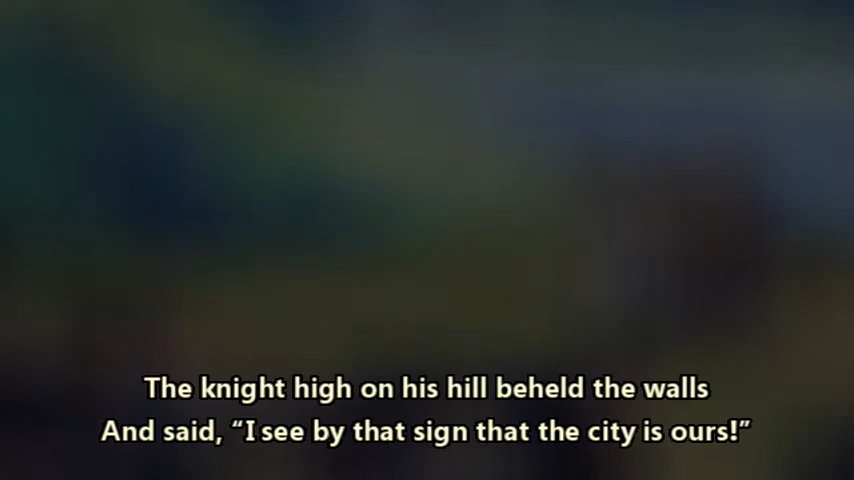 The knight high on his hill beheld the walls
And said, “I see by that sign that the city is ours!”